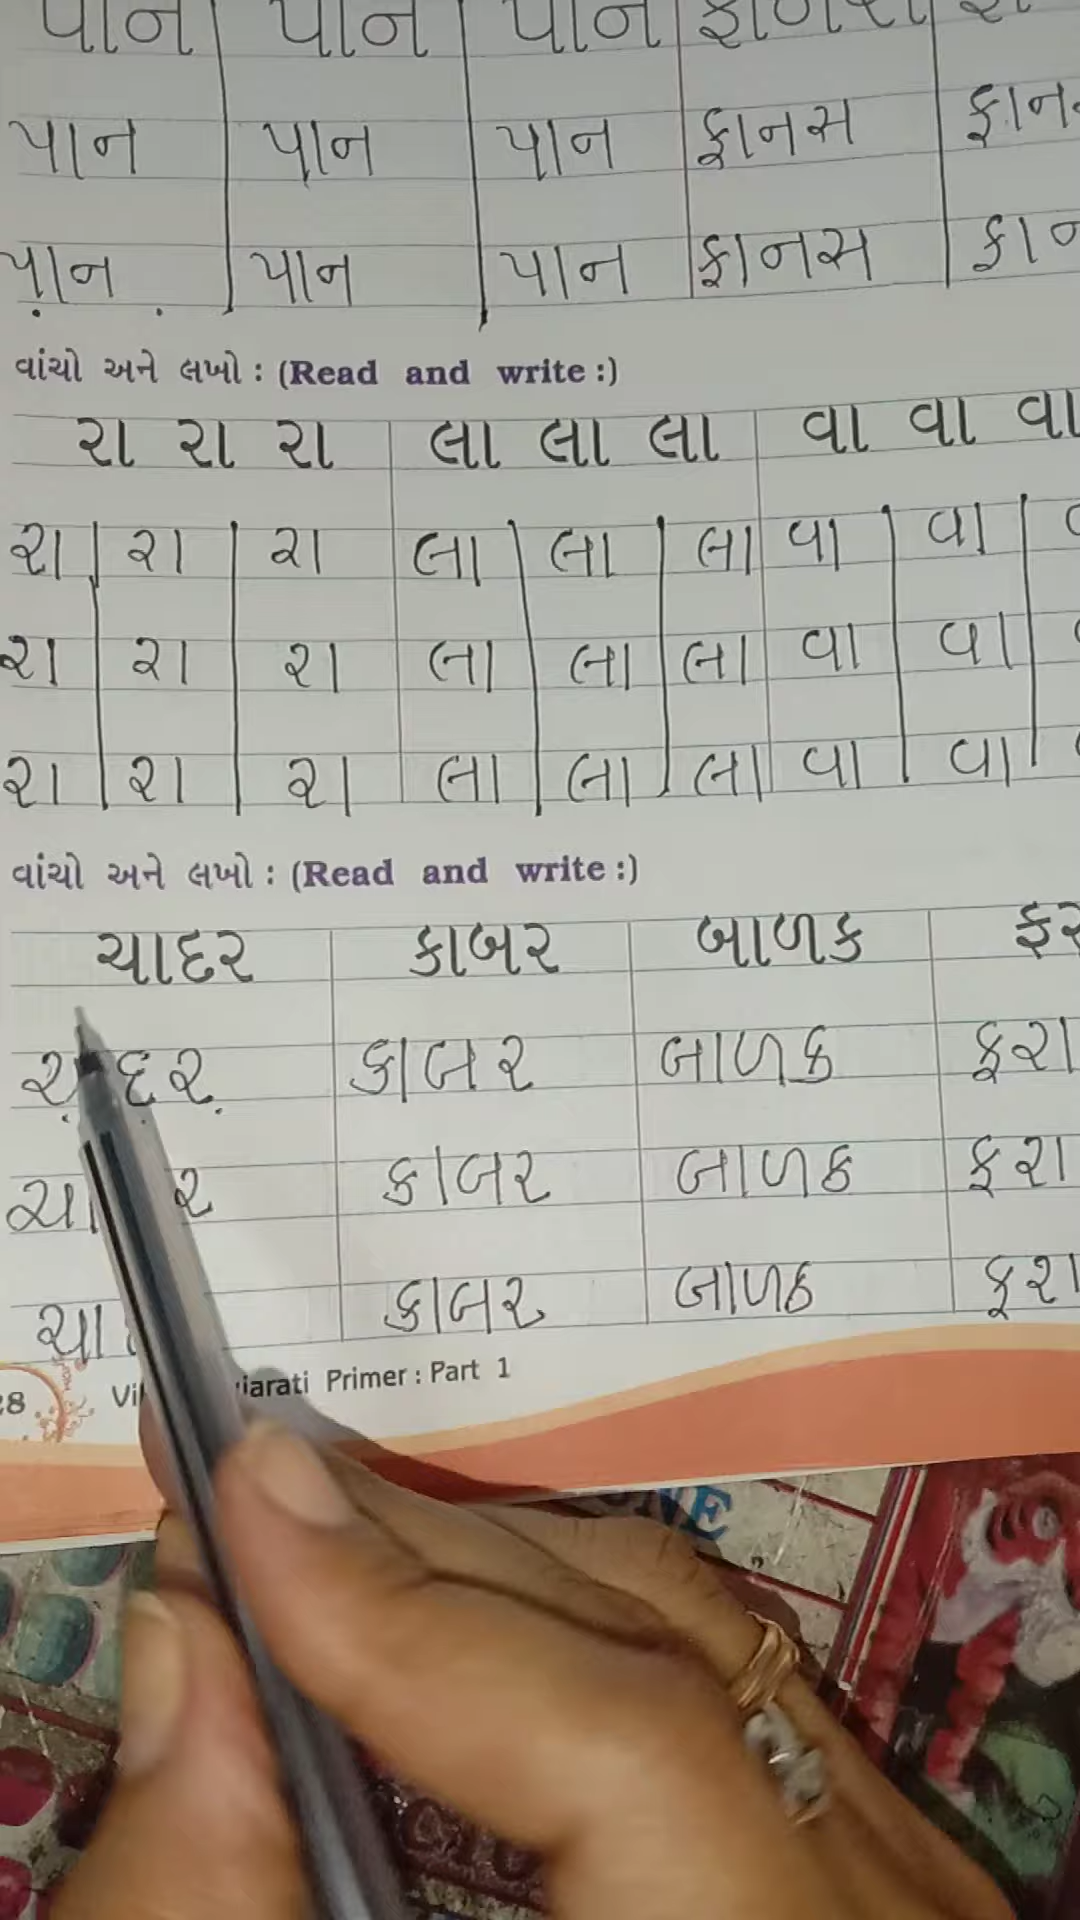 પાન પાન પાન ફાનસ
પાન પાન પાન ફાનસ
પાન પાન પાન ફાનસ
વાંચો અને લખો : (Read and write :)
રા રા રા લા લા લા વા વા વા
રા રા રા લા લા લા વા વા
રા રા રા લા લા લા વા વા
રા રા રા લા લા લા વા વા
વાંચો અને લખો : (Read and write :)
ચાદર કાબર બાળક
કાબર બાળક
કાબર બાળક
કાબર બાળક
Primer : Part 1